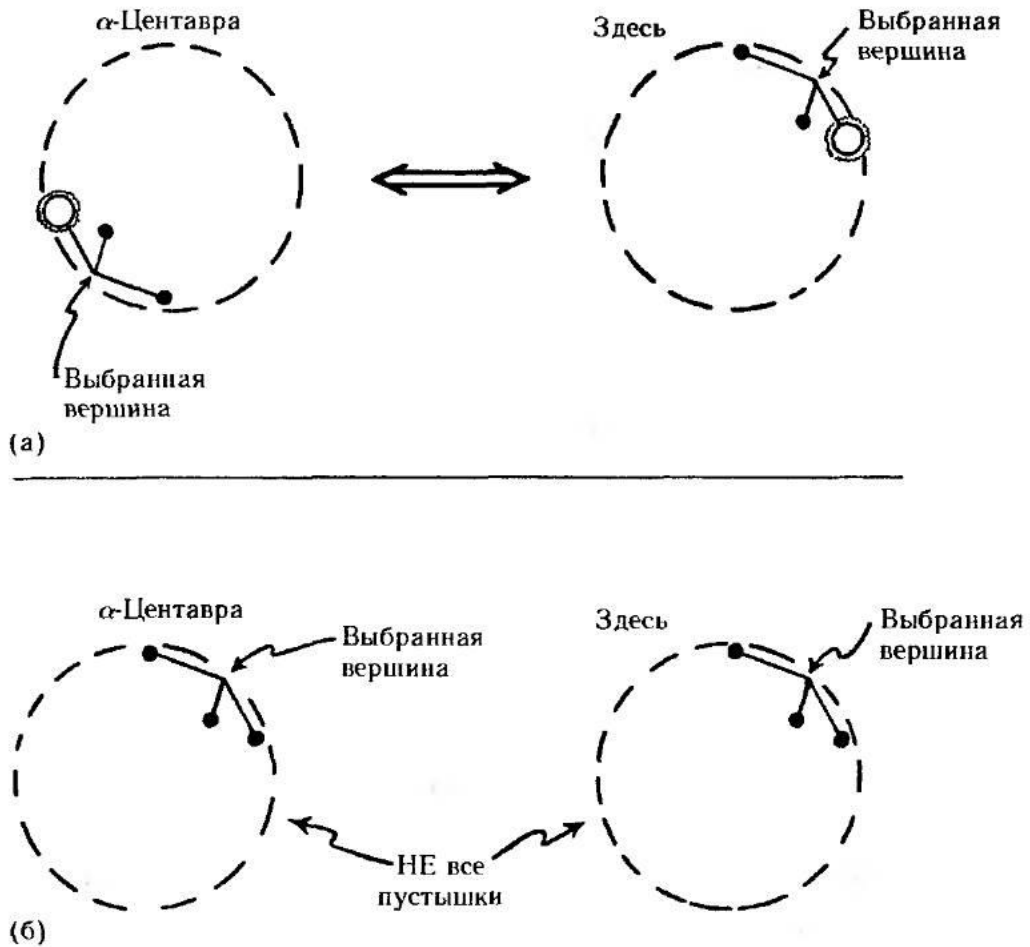 α-Центавра
Здесь
Выбранная
вершина
Выбранная
вершина
(а)
α-Центавра
Выбранная
вершина
Здесь
Выбранная
вершина
НЕ все
пустышки
(б)